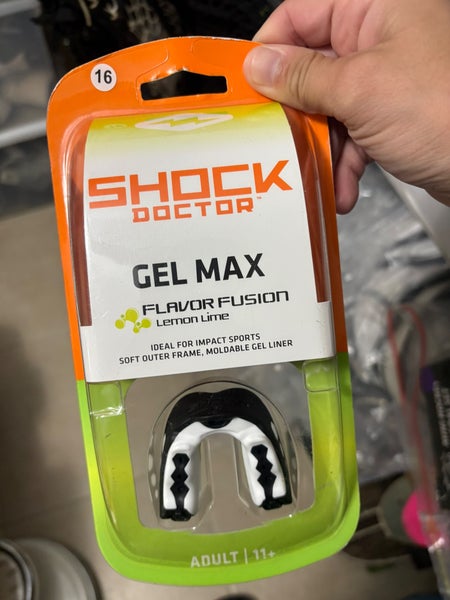 16
SHOCK
DOCTOR™
GEL MAX
FLAVOR FUSION
Lemon Lime
IDEAL FOR IMPACT SPORTS
SOFT OUTER FRAME, MOLDABLE GEL LINER
ADULT | 11+